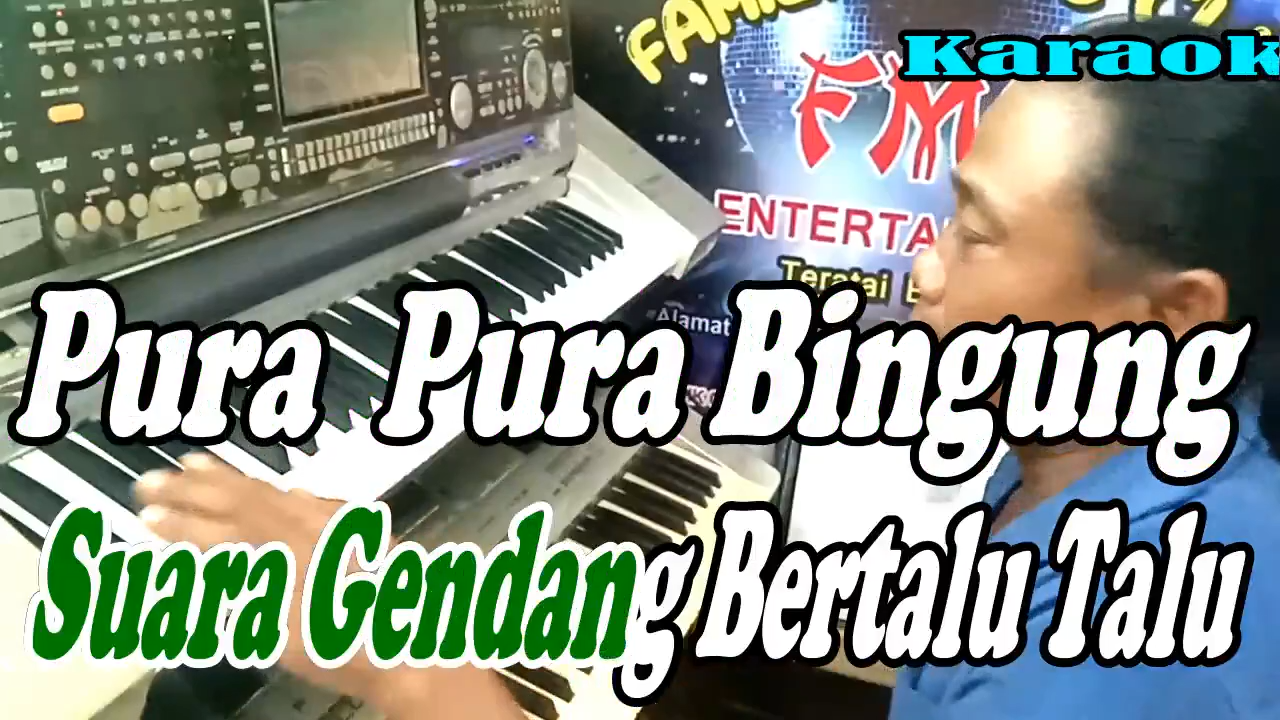 Karaok
FM
ENTERTA
Teratai
Alamat
Pura Pura Bingung
Suara Gendang Bertalu Talu